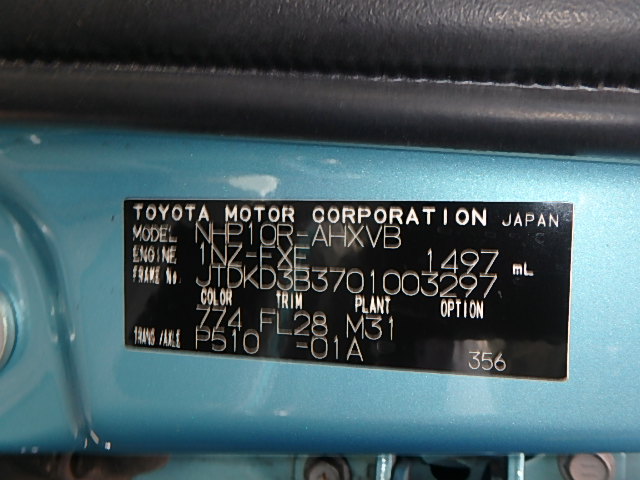 TOYOTA MOTOR CORPORATION JAPAN
MODEL NHP10R-AHXVB
ENGINE 1NZ-FXE 1497 mL
FRAME No. JTDKD3B3701003297
COLOR TRIM PLANT OPTION
774 FL28 M31
TRANS/AXLE P510 -01A
356